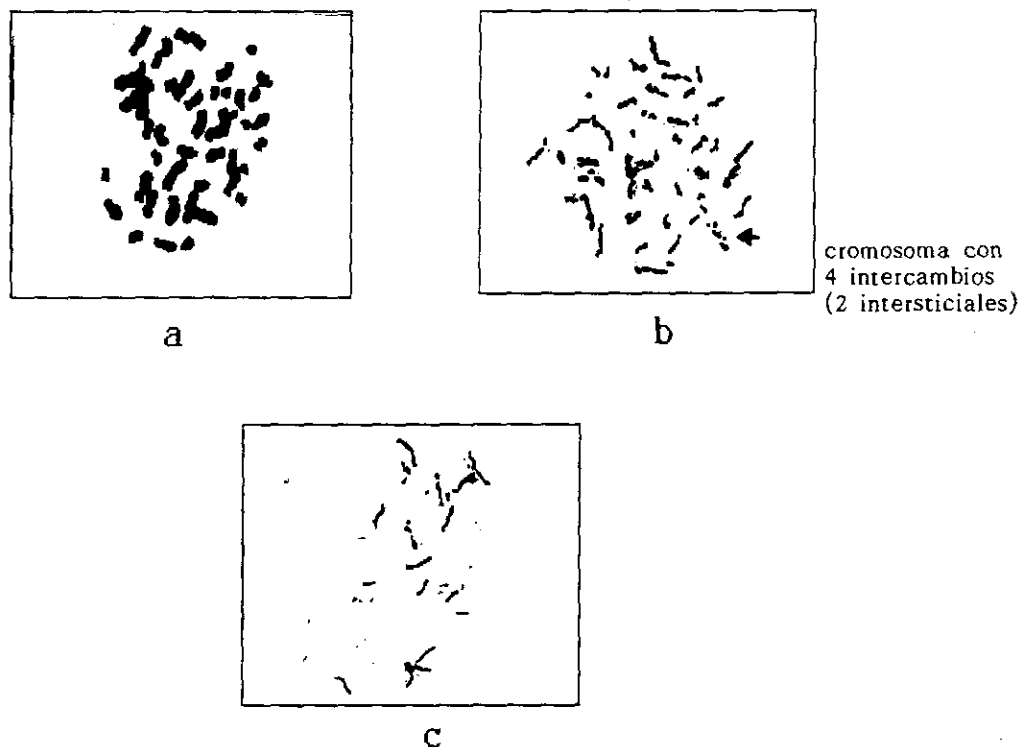 cromosoma con
4 intercambios
(2 intersticiales)
a
b
c